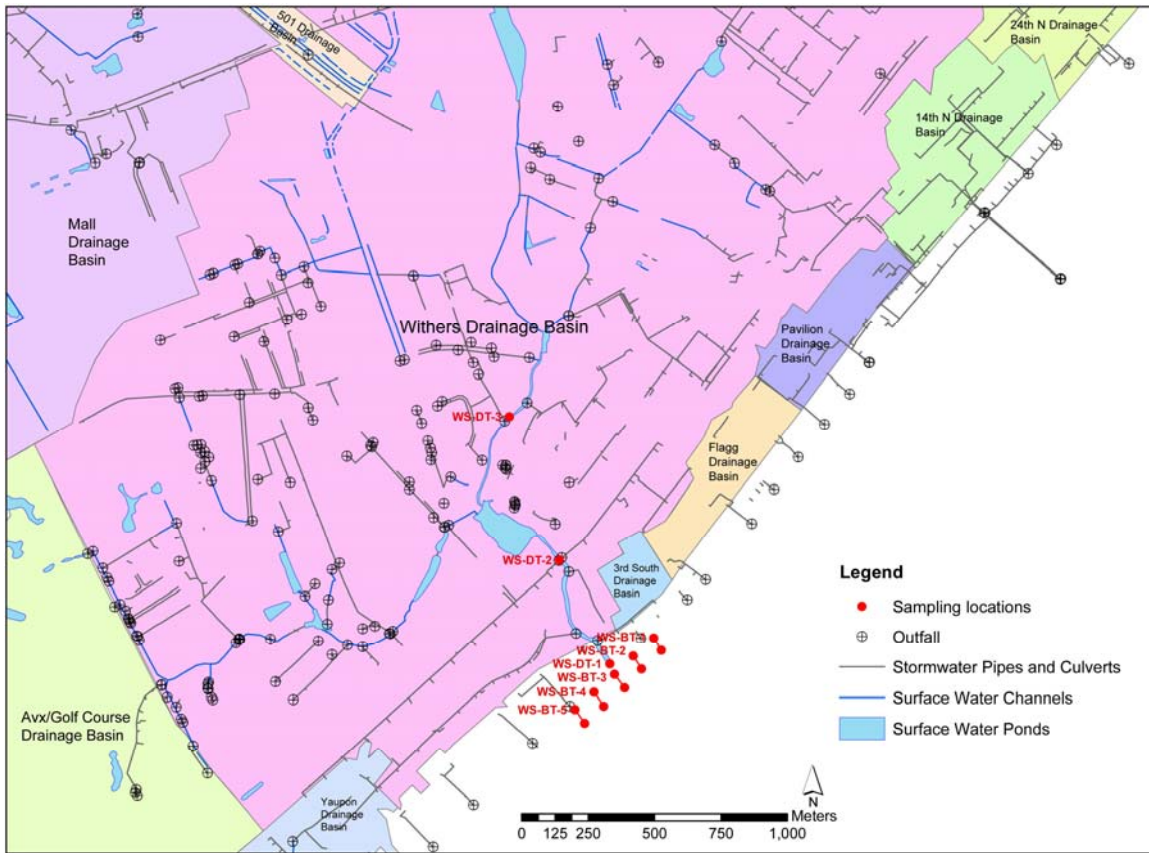 501 Drainage
Basin
24th N Drainage
Basin
14th N Drainage
Basin
Mall
Drainage
Basin
Withers Drainage Basin
Pavilion
Drainage
Basin
WS-DT-3
Flagg
Drainage
Basin
WS-DT-2
3rd South
Drainage
Basin
WS-BT-2
WS-DT-1
WS-BT-3
WS-BT-4
WS-BT-5
Avx/Golf Course
Drainage Basin
Yaupon
Drainage
Basin
Legend
Sampling locations
Outfall
Stormwater Pipes and Culverts
Surface Water Channels
Surface Water Ponds
N
Meters
0 125 250 500 750 1,000